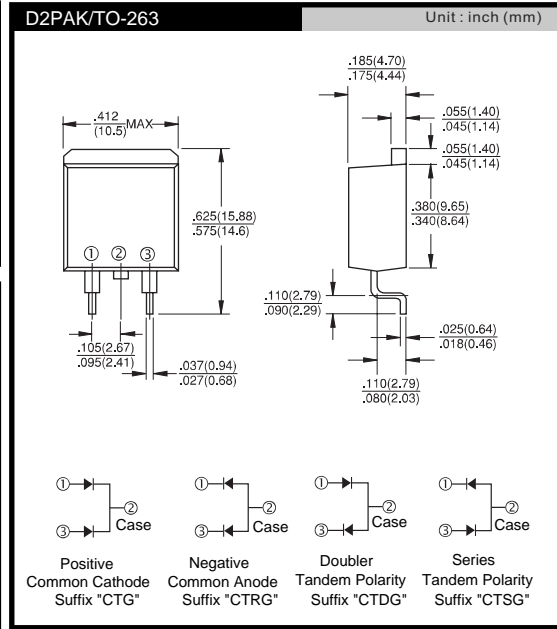 D2PAK/TO-263
Unit : inch (mm)
.185(4.70)
.175(4.44)
.412
(10.5)
MAX
.055(1.40)
.045(1.14)
.055(1.40)
.045(1.14)
.625(15.88)
.575(14.6)
.380(9.65)
.340(8.64)
① ② ③
.110(2.79)
.090(2.29)
.105(2.67)
.095(2.41)
.037(0.94)
.027(0.68)
.025(0.64)
.018(0.46)
.110(2.79)
.080(2.03)
①
②
Case
③
Positive
Common Cathode
Suffix "CTG"
①
②
Case
③
Negative
Common Anode
Suffix "CTRG"
①
②
Case
③
Doubler
Tandem Polarity
Suffix "CTDG"
①
②
Case
③
Series
Tandem Polarity
Suffix "CTSG"